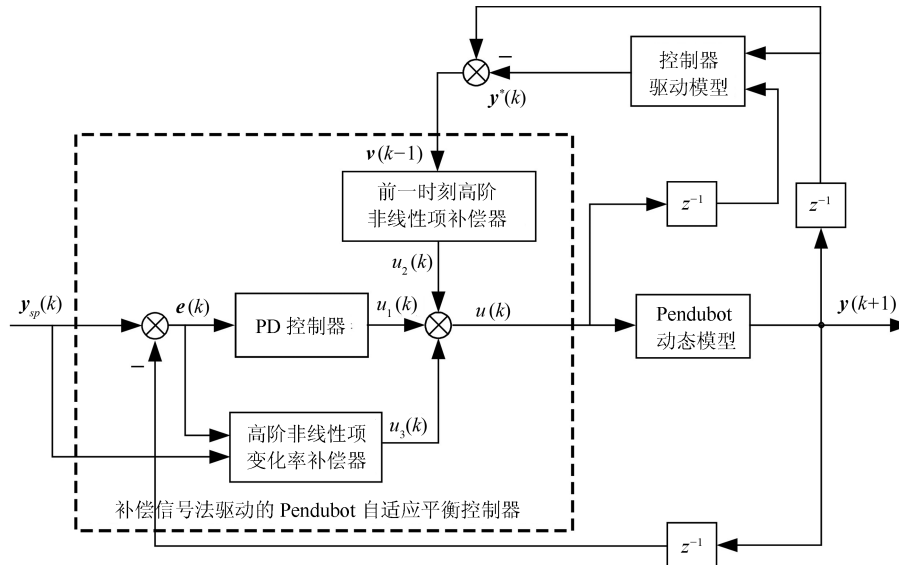 控制器
驱动模型
−
y*(k)
v(k−1)
前一时刻高阶
非线性项补偿器
z⁻¹
z⁻¹
u₂(k)
y_sp(k)
e(k)
PD 控制器
u₁(k)
u(k)
Pendubot
动态模型
y(k+1)
−
高阶非线性项
变化率补偿器
u₃(k)
补偿信号法驱动的 Pendubot 自适应平衡控制器
z⁻¹